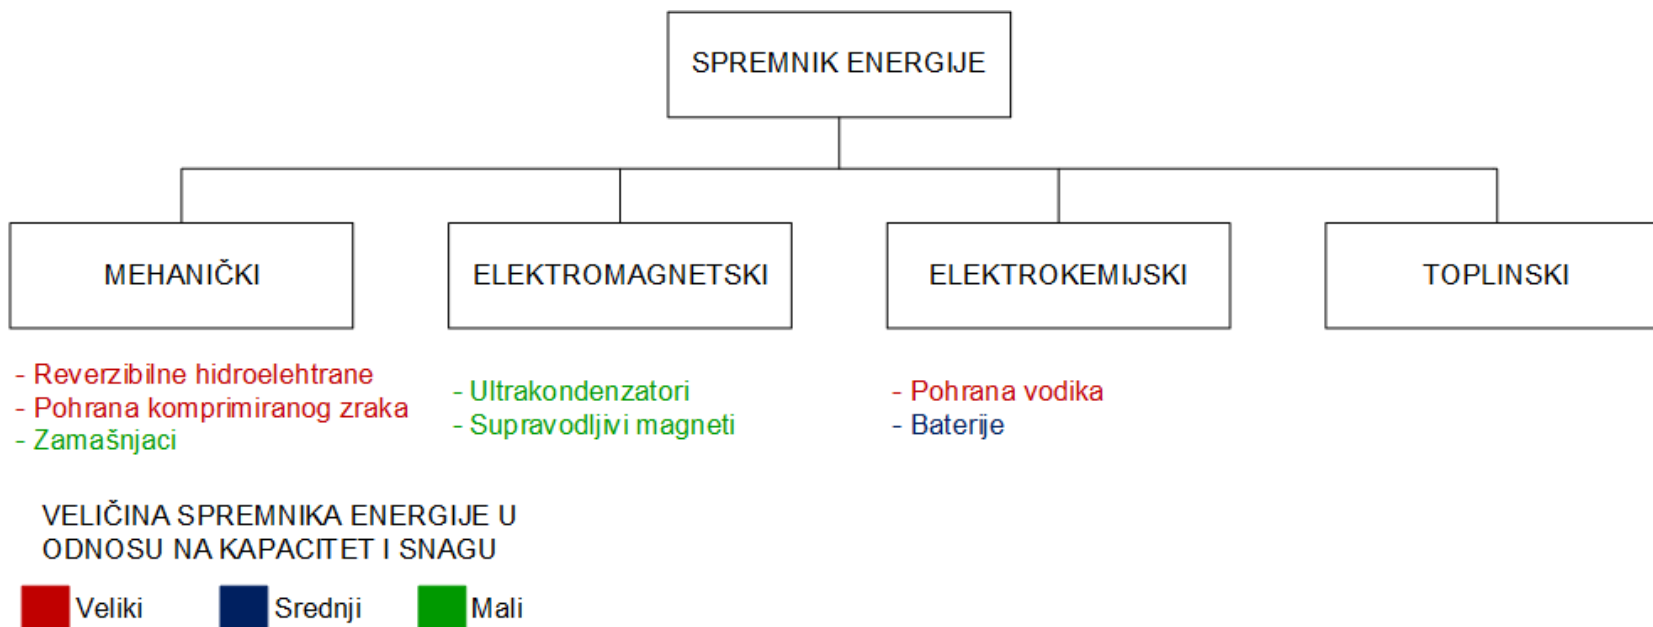 SPREMNIK ENERGIJE
MEHANIČKI
ELEKTROMAGNETSKI
ELEKTROKEMIJSKI
TOPLINSKI
- Reverzibilne hidroelehtrane
- Pohrana komprimiranog zraka
- Zamašnjaci
- Ultrakondenzatori
- Supravodljivi magneti
- Pohrana vodika
- Baterije
VELIČINA SPREMNIKA ENERGIJE U
ODNOSU NA KAPACITET I SNAGU
Veliki
Srednji
Mali